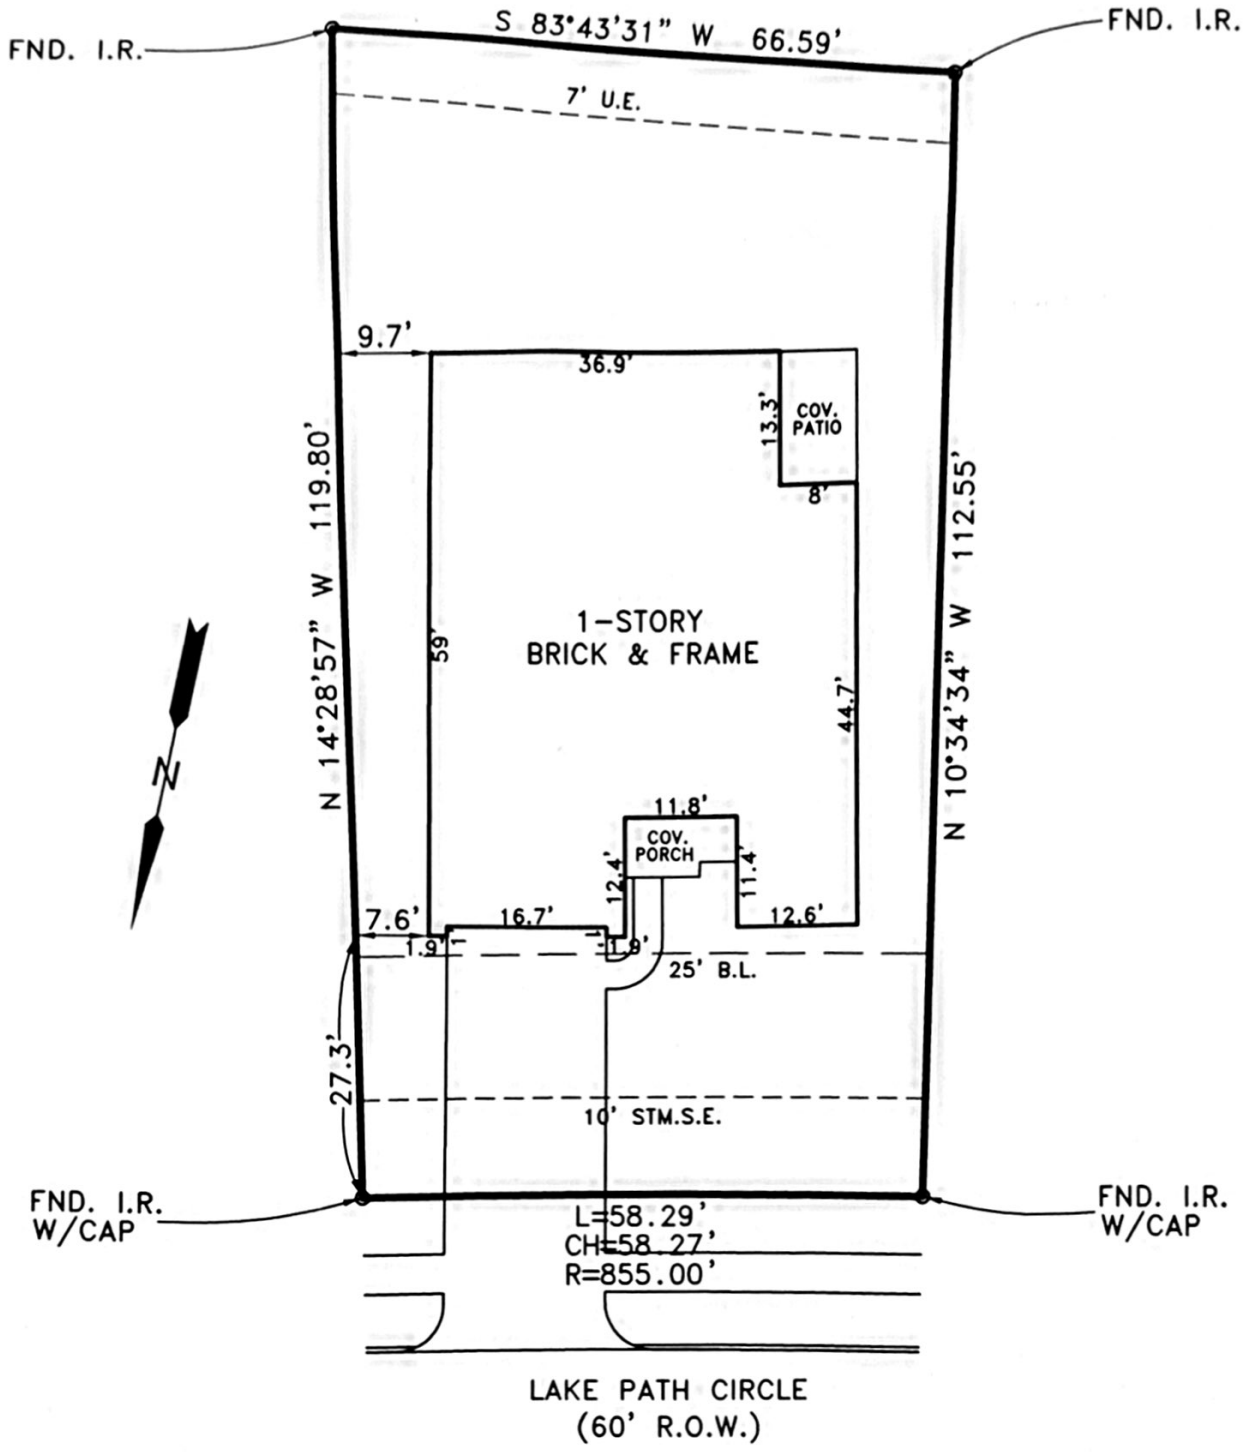 S 83°43'31" W 66.59'
FND. I.R.
FND. I.R.
7' U.E.
9.7'
36.9'
13.3'
COV.
PATIO
8'
N 14°28'57" W 119.80'
N 10°34'34" W 112.55'
59'
1-STORY
BRICK & FRAME
44.7'
N
11.8'
COV.
PORCH
12.4'
11.4'
7.6'
16.7'
12.6'
1.9'
1'
1'
1.9'
25' B.L.
27.3'
10' STM.S.E.
FND. I.R.
W/CAP
FND. I.R.
W/CAP
L=58.29'
CH=58.27'
R=855.00'
LAKE PATH CIRCLE
(60' R.O.W.)